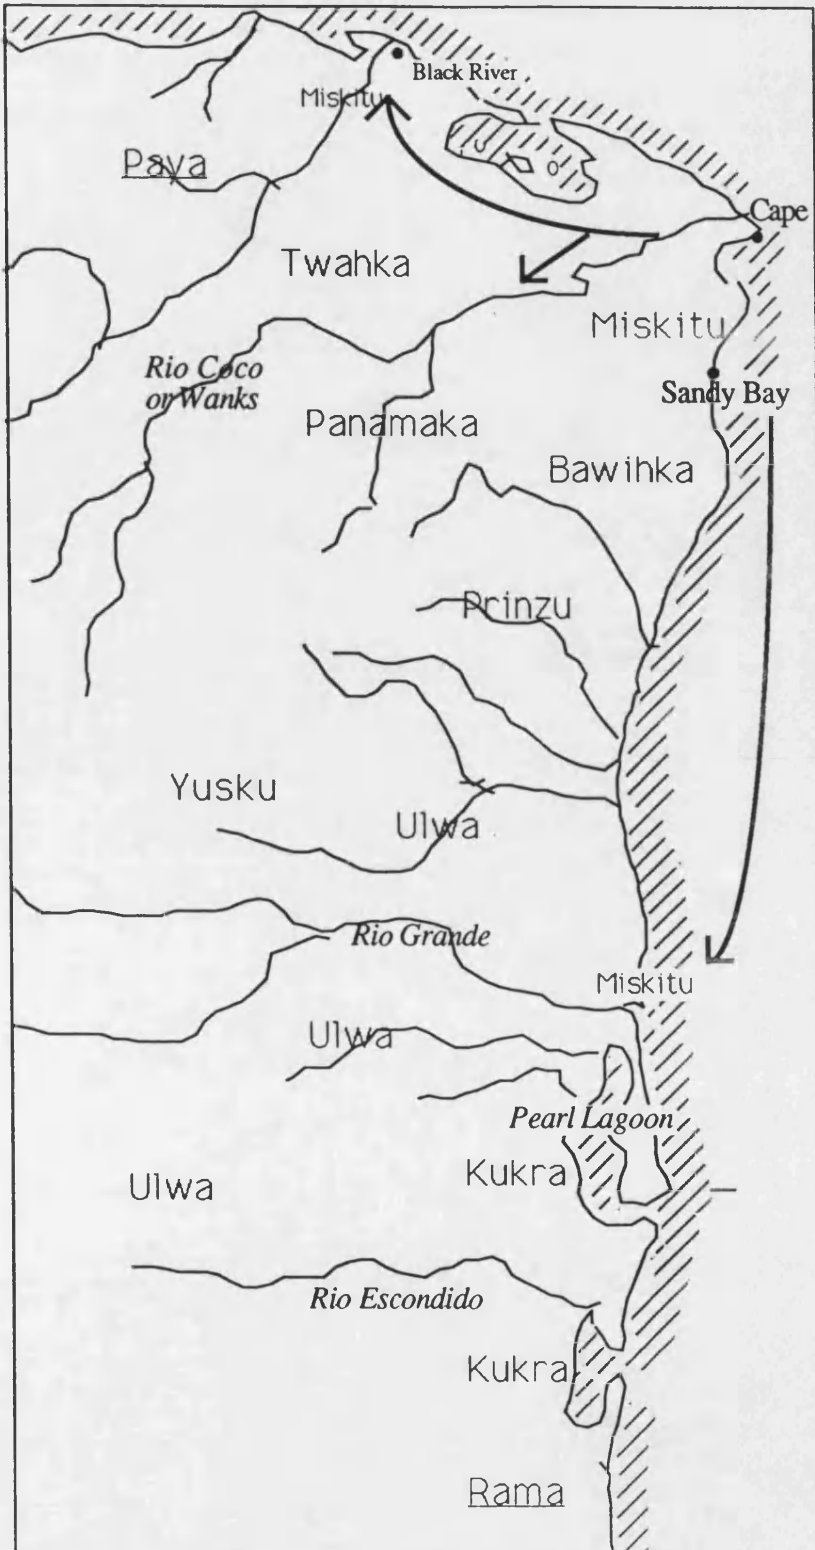 Black River
Miskitu
Paya
Cape
Twahka
Miskitu
Rio Coco
or Wanks
Sandy Bay
Panamaka
Bawihka
Prinzu
Yusku
Ulwa
Rio Grande
Miskitu
Ulwa
Pearl Lagoon
Kukra
Ulwa
Rio Escondido
Kukra
Rama